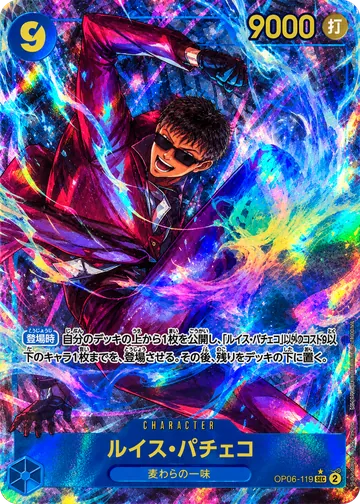 9
9000
打
登場時 自分のデッキの上から1枚を公開し、「ルイス・パチェコ」以外のコスト9以
下のキャラ1枚までを、登場させる。その後、残りをデッキの下に置く。
CHARACTER
ルイス・パチェコ
麦わらの一味
OP06-119 SEC 2